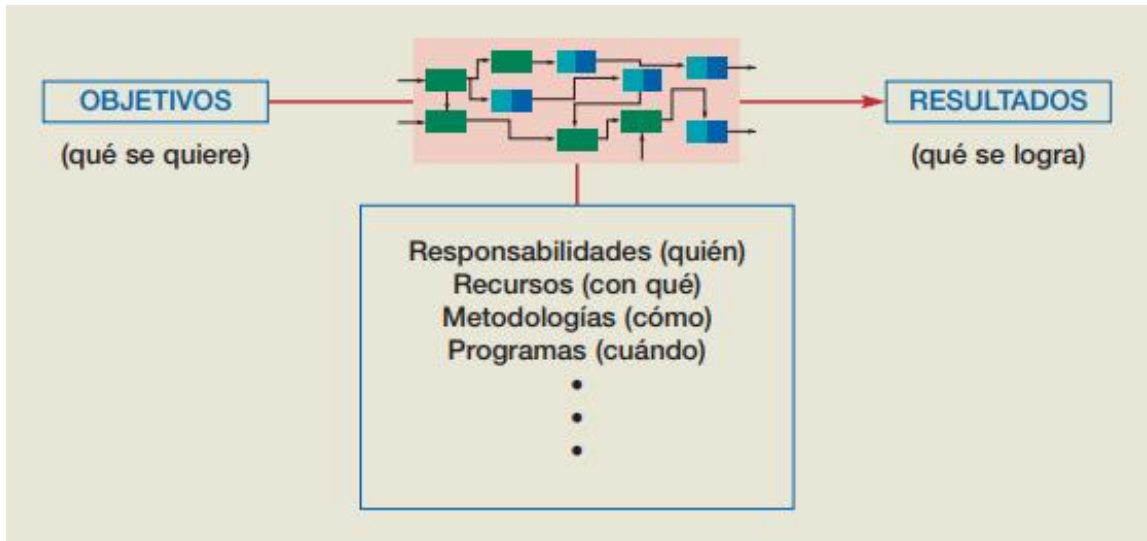 OBJETIVOS
(qué se quiere)
RESULTADOS
(qué se logra)
Responsabilidades (quién)
Recursos (con qué)
Metodologías (cómo)
Programas (cuándo)
•
•
•